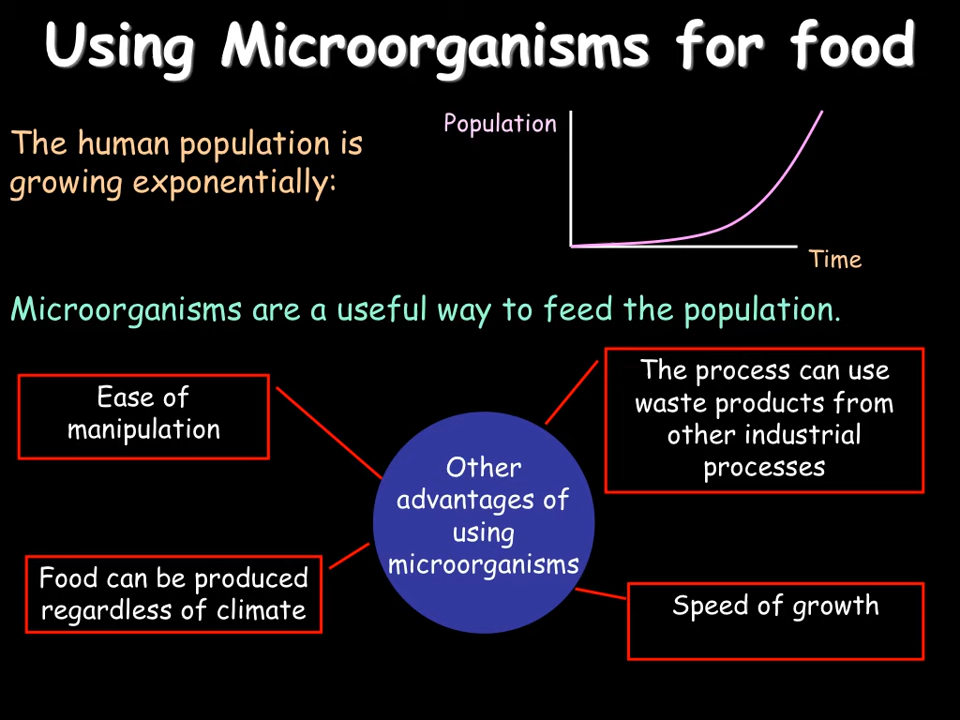 Using Microorganisms for food
The human population is
growing exponentially:
Population
Time
Microorganisms are a useful way to feed the population.
Ease of
manipulation
The process can use
waste products from
other industrial
processes
Other
advantages of
using
microorganisms
Food can be produced
regardless of climate
Speed of growth